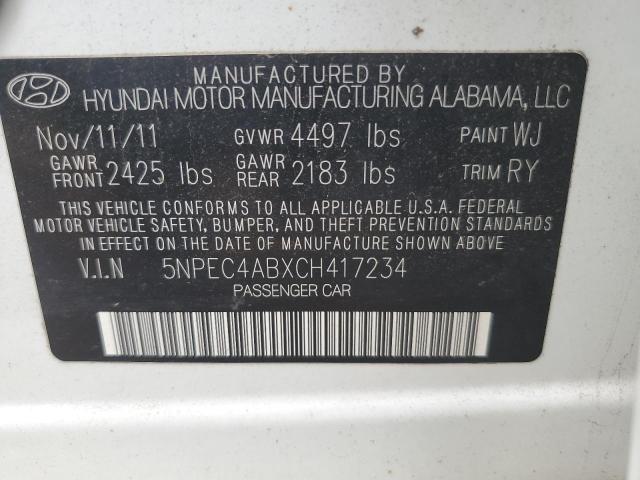 MANUFACTURED BY
HYUNDAI MOTOR MANUFACTURING ALABAMA, LLC
Nov/11/11 GVWR 4497 lbs PAINT WJ
GAWR FRONT 2425 lbs GAWR REAR 2183 lbs TRIM RY
THIS VEHICLE CONFORMS TO ALL APPLICABLE U.S.A. FEDERAL
MOTOR VEHICLE SAFETY, BUMPER, AND THEFT PREVENTION STANDARDS
IN EFFECT ON THE DATE OF MANUFACTURE SHOWN ABOVE
V.I.N 5NPEC4ABXCH417234
PASSENGER CAR